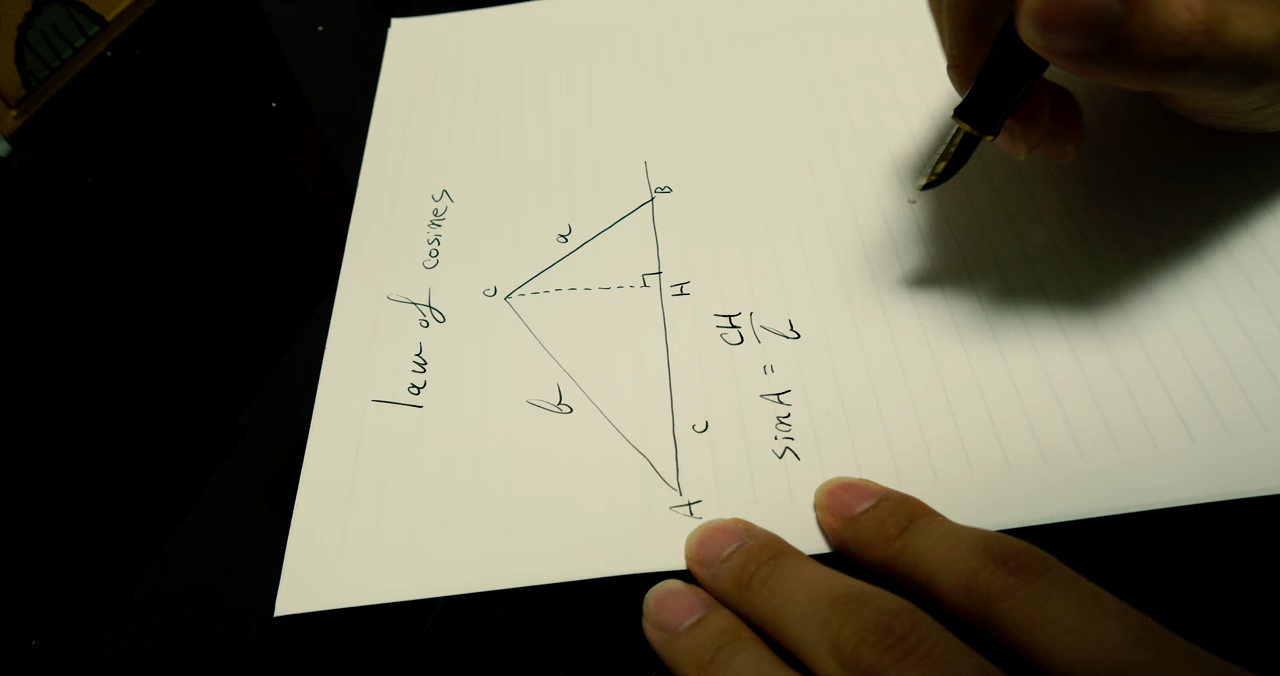 law of cosines
C
a
b
B
H
c
A
sin A = CH/b